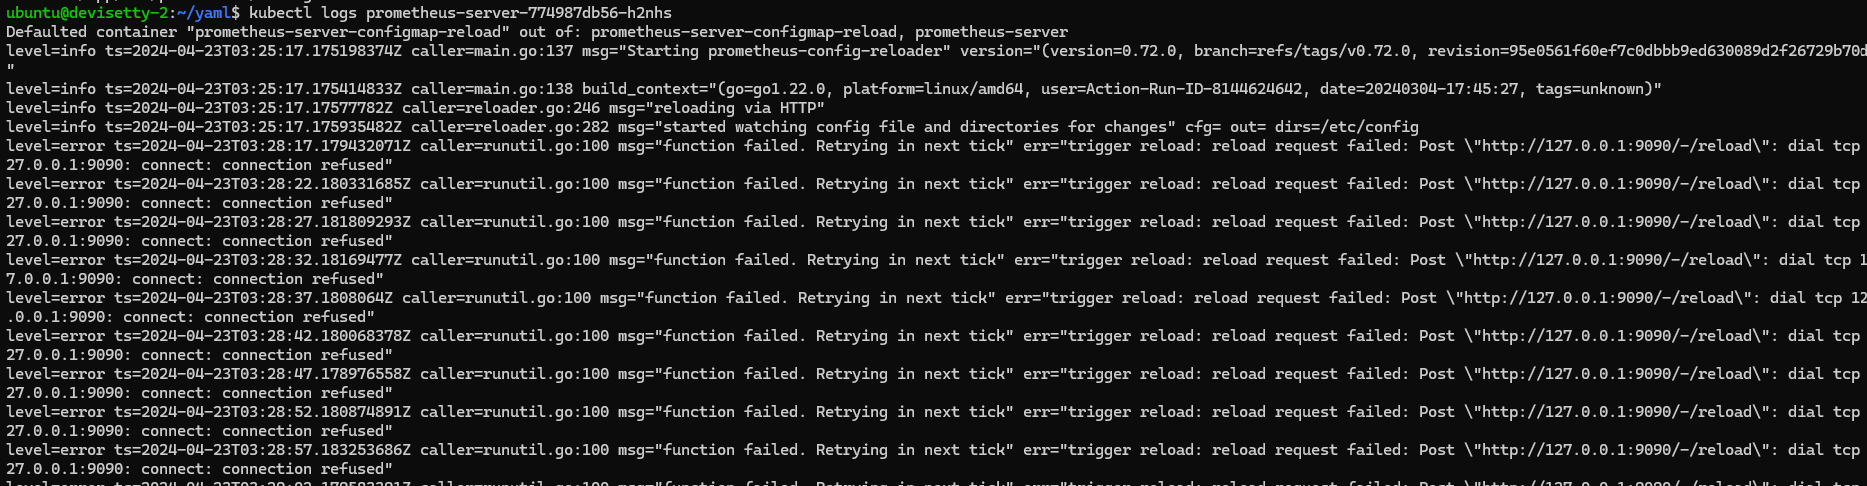 ubuntu@devisetty-2:~/yaml$ kubectl logs prometheus-server-774987db56-h2nhs
Defaulted container "prometheus-server-configmap-reload" out of: prometheus-server-configmap-reload, prometheus-server
level=info ts=2024-04-23T03:25:17.175198374Z caller=main.go:137 msg="Starting prometheus-config-reloader" version="(version=0.72.0, branch=refs/tags/v0.72.0, revision=95e0561f60ef7c0dbbb9ed630089d2f26729b70d
"
level=info ts=2024-04-23T03:25:17.175414833Z caller=main.go:138 build_context="(go=go1.22.0, platform=linux/amd64, user=Action-Run-ID-8144624642, date=20240304-17:45:27, tags=unknown)"
level=info ts=2024-04-23T03:25:17.17577782Z caller=reloader.go:246 msg="reloading via HTTP"
level=info ts=2024-04-23T03:25:17.175935482Z caller=reloader.go:282 msg="started watching config file and directories for changes" cfg= out= dirs=/etc/config
level=error ts=2024-04-23T03:28:17.179432071Z caller=runutil.go:100 msg="function failed. Retrying in next tick" err="trigger reload: reload request failed: Post \"http://127.0.0.1:9090/-/reload\": dial tcp
27.0.0.1:9090: connect: connection refused"
level=error ts=2024-04-23T03:28:22.180331685Z caller=runutil.go:100 msg="function failed. Retrying in next tick" err="trigger reload: reload request failed: Post \"http://127.0.0.1:9090/-/reload\": dial tcp
27.0.0.1:9090: connect: connection refused"
level=error ts=2024-04-23T03:28:27.181809293Z caller=runutil.go:100 msg="function failed. Retrying in next tick" err="trigger reload: reload request failed: Post \"http://127.0.0.1:9090/-/reload\": dial tcp
27.0.0.1:9090: connect: connection refused"
level=error ts=2024-04-23T03:28:32.18169477Z caller=runutil.go:100 msg="function failed. Retrying in next tick" err="trigger reload: reload request failed: Post \"http://127.0.0.1:9090/-/reload\": dial tcp 1
7.0.0.1:9090: connect: connection refused"
level=error ts=2024-04-23T03:28:37.1808064Z caller=runutil.go:100 msg="function failed. Retrying in next tick" err="trigger reload: reload request failed: Post \"http://127.0.0.1:9090/-/reload\": dial tcp 12
.0.0.1:9090: connect: connection refused"
level=error ts=2024-04-23T03:28:42.180068378Z caller=runutil.go:100 msg="function failed. Retrying in next tick" err="trigger reload: reload request failed: Post \"http://127.0.0.1:9090/-/reload\": dial tcp
27.0.0.1:9090: connect: connection refused"
level=error ts=2024-04-23T03:28:47.178976558Z caller=runutil.go:100 msg="function failed. Retrying in next tick" err="trigger reload: reload request failed: Post \"http://127.0.0.1:9090/-/reload\": dial tcp
27.0.0.1:9090: connect: connection refused"
level=error ts=2024-04-23T03:28:52.180874891Z caller=runutil.go:100 msg="function failed. Retrying in next tick" err="trigger reload: reload request failed: Post \"http://127.0.0.1:9090/-/reload\": dial tcp
27.0.0.1:9090: connect: connection refused"
level=error ts=2024-04-23T03:28:57.183253686Z caller=runutil.go:100 msg="function failed. Retrying in next tick" err="trigger reload: reload request failed: Post \"http://127.0.0.1:9090/-/reload\": dial tcp
27.0.0.1:9090: connect: connection refused"